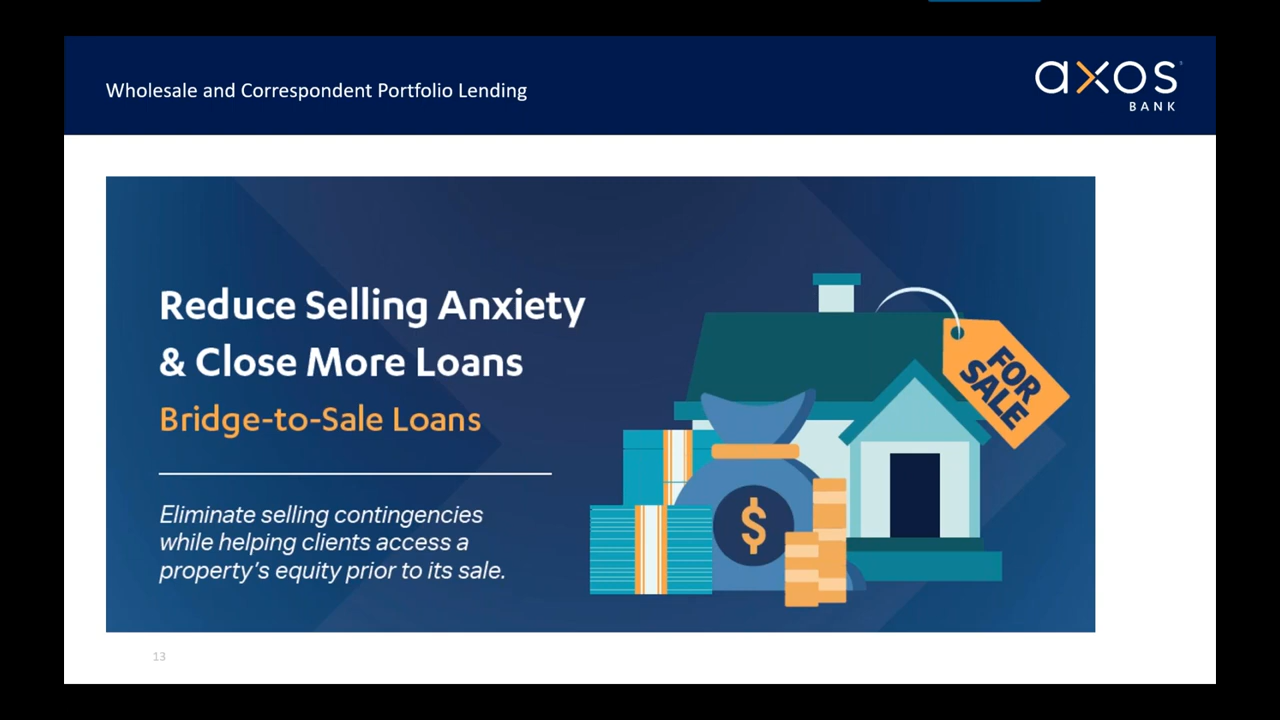 Wholesale and Correspondent Portfolio Lending
axos
BANK
Reduce Selling Anxiety
& Close More Loans
Bridge-to-Sale Loans
Eliminate selling contingencies
while helping clients access a
property's equity prior to its sale.
FOR
SALE
$
13